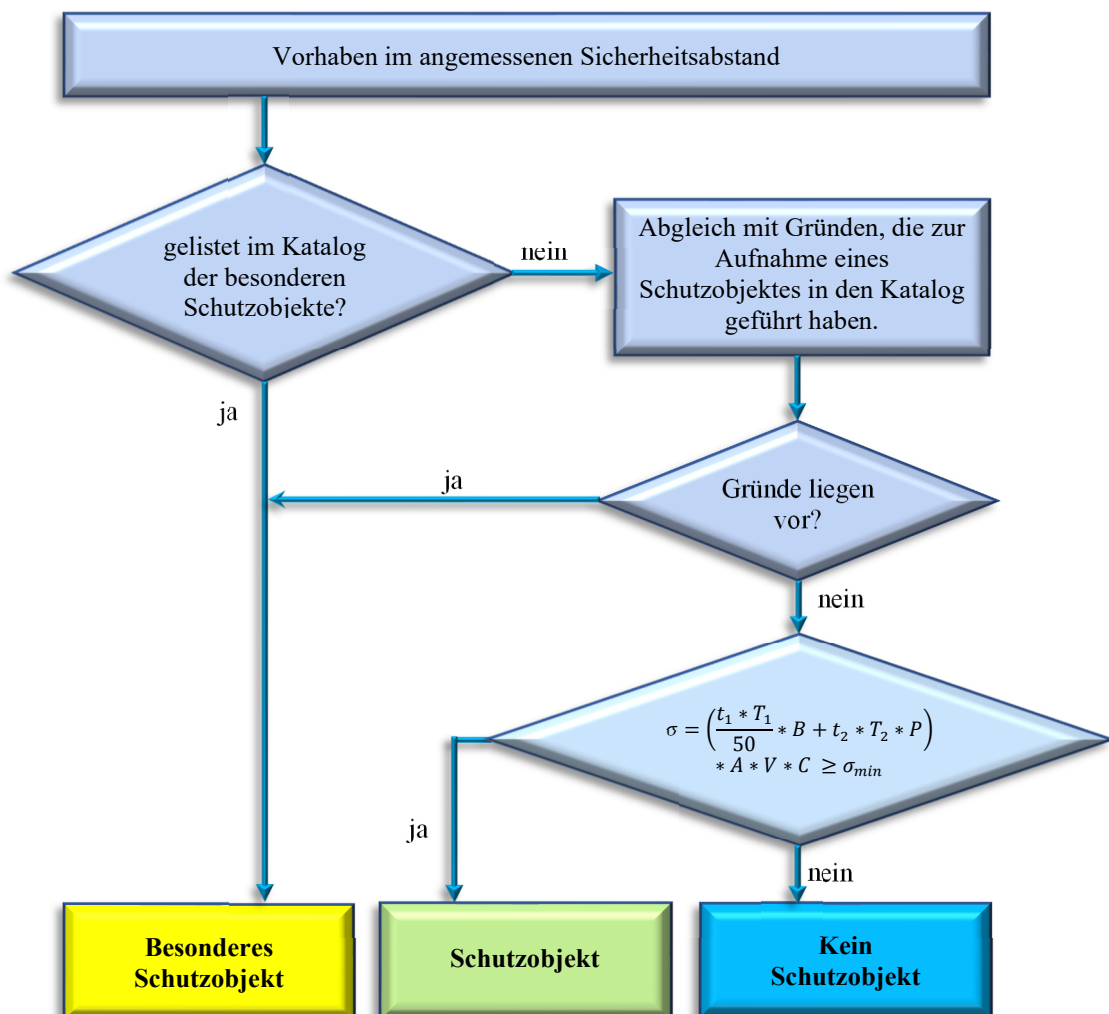 Vorhaben im angemessenen Sicherheitsabstand
gelistet im Katalog
der besonderen
Schutzobjekte?
nein
Abgleich mit Gründen, die zur
Aufnahme eines
Schutzobjektes in den Katalog
geführt haben.
ja
ja
Gründe liegen
vor?
nein
σ = (t₁ * T₁ / 50 * B + t₂ * T₂ * P)
* A * V * C ≥ σ_min
ja
nein
Besonderes
Schutzobjekt
Schutzobjekt
Kein
Schutzobjekt